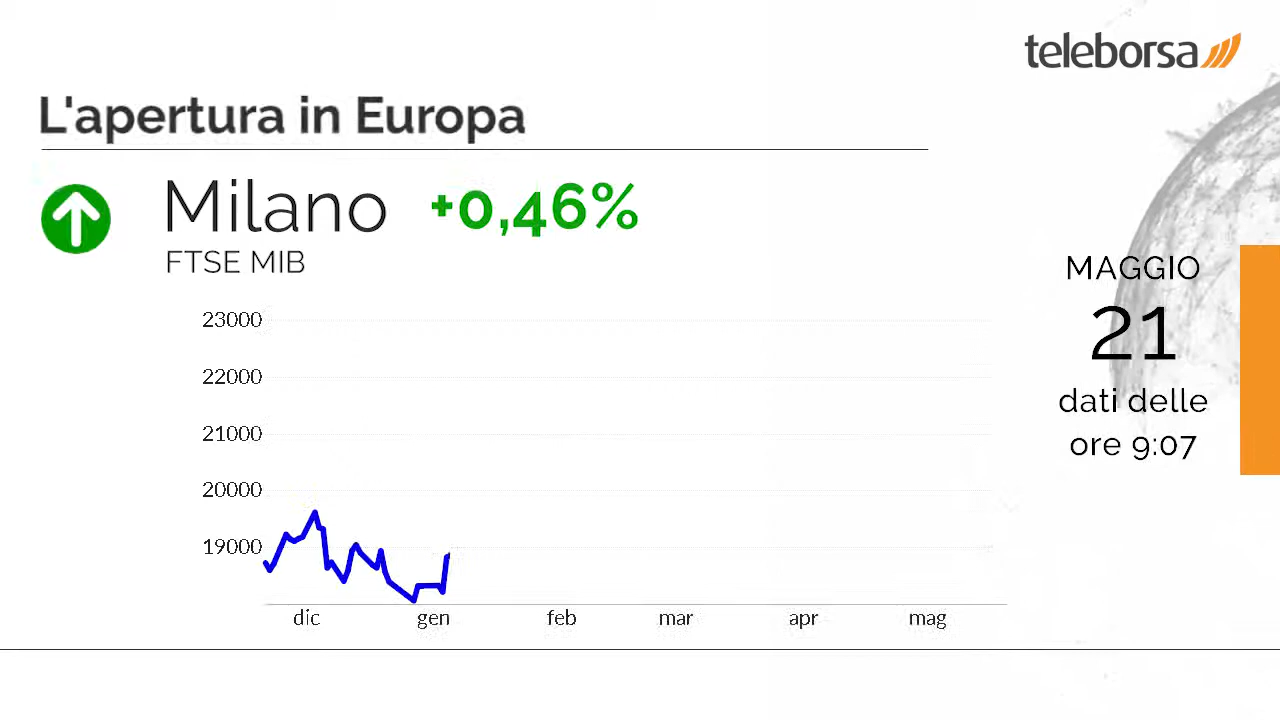 teleborsa
L'apertura in Europa
Milano +0,46%
FTSE MIB
MAGGIO
21
dati delle
ore 9:07
23000
22000
21000
20000
19000
dic gen feb mar apr mag